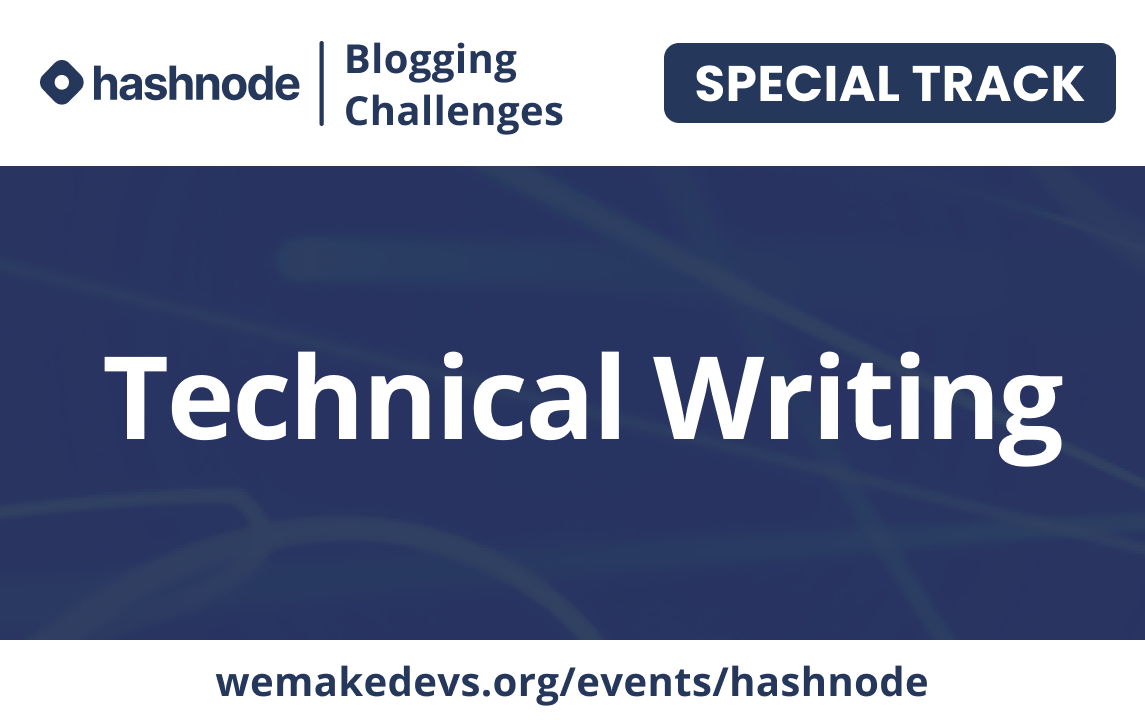 hashnode
Blogging
Challenges
SPECIAL TRACK
Technical Writing
wemakedevs.org/events/hashnode